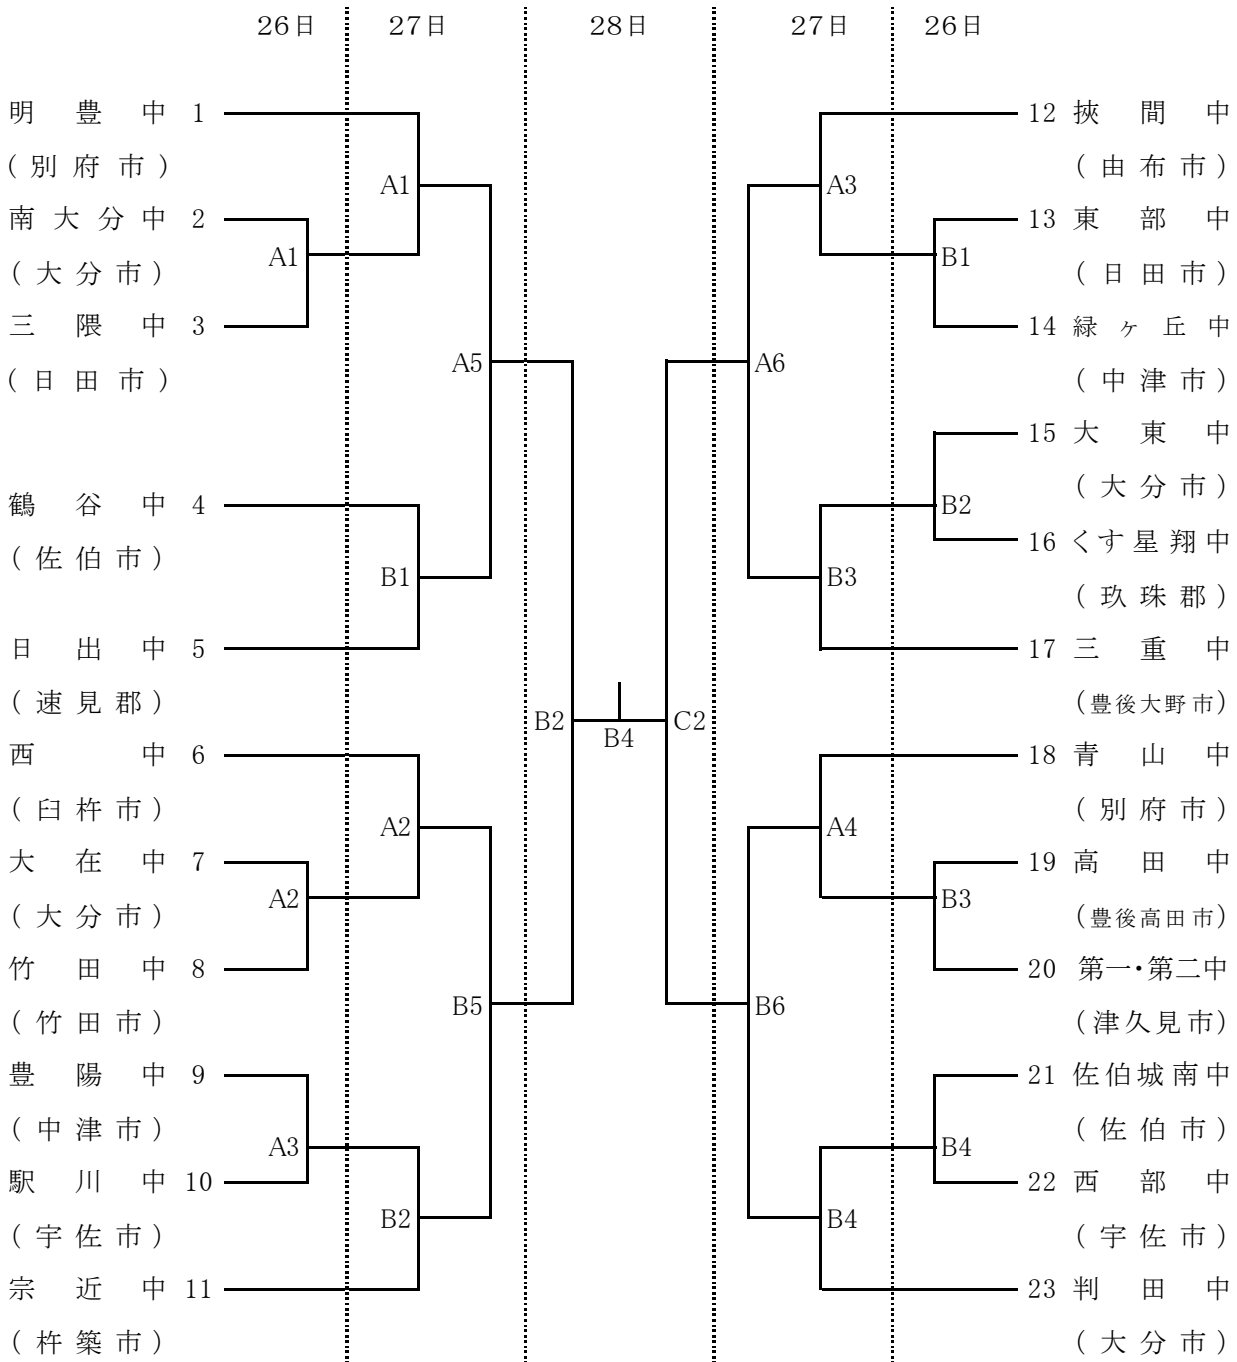 26日 27日 28日 27日 26日
明豊中 1
(別府市)
南大分中 2
(大分市)
三隈中 3
(日田市)
鶴谷中 4
(佐伯市)
日出中 5
(速見郡)
西中 6
(臼杵市)
大在中 7
(大分市)
竹田中 8
(竹田市)
豊陽中 9
(中津市)
駅川中 10
(宇佐市)
宗近中 11
(杵築市)
A1
A2
A3
A1
B1
A2
B2
A5
B5
B2
B4
C2
A6
B6
A3
B3
A4
B4
B1
B2
B3
B4
12 挾間中
(由布市)
13 東部中
(日田市)
14 緑ヶ丘中
(中津市)
15 大東中
(大分市)
16 くす星翔中
(玖珠郡)
17 三重中
(豊後大野市)
18 青山中
(別府市)
19 高田中
(豊後高田市)
20 第一・第二中
(津久見市)
21 佐伯城南中
(佐伯市)
22 西部中
(宇佐市)
23 判田中
(大分市)